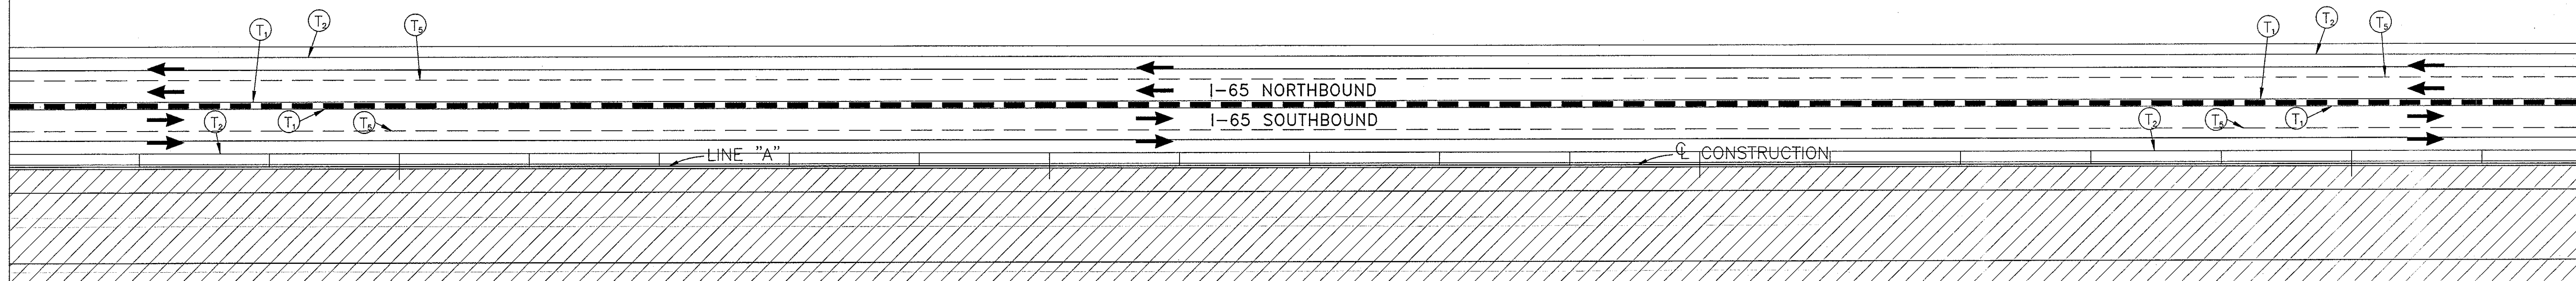 T₁ T₂ T₅ T₁ T₂ T₅
I-65 NORTHBOUND
T₂ T₁ T₅ I-65 SOUTHBOUND T₂ T₅ T₁
LINE "A" ℄ CONSTRUCTION